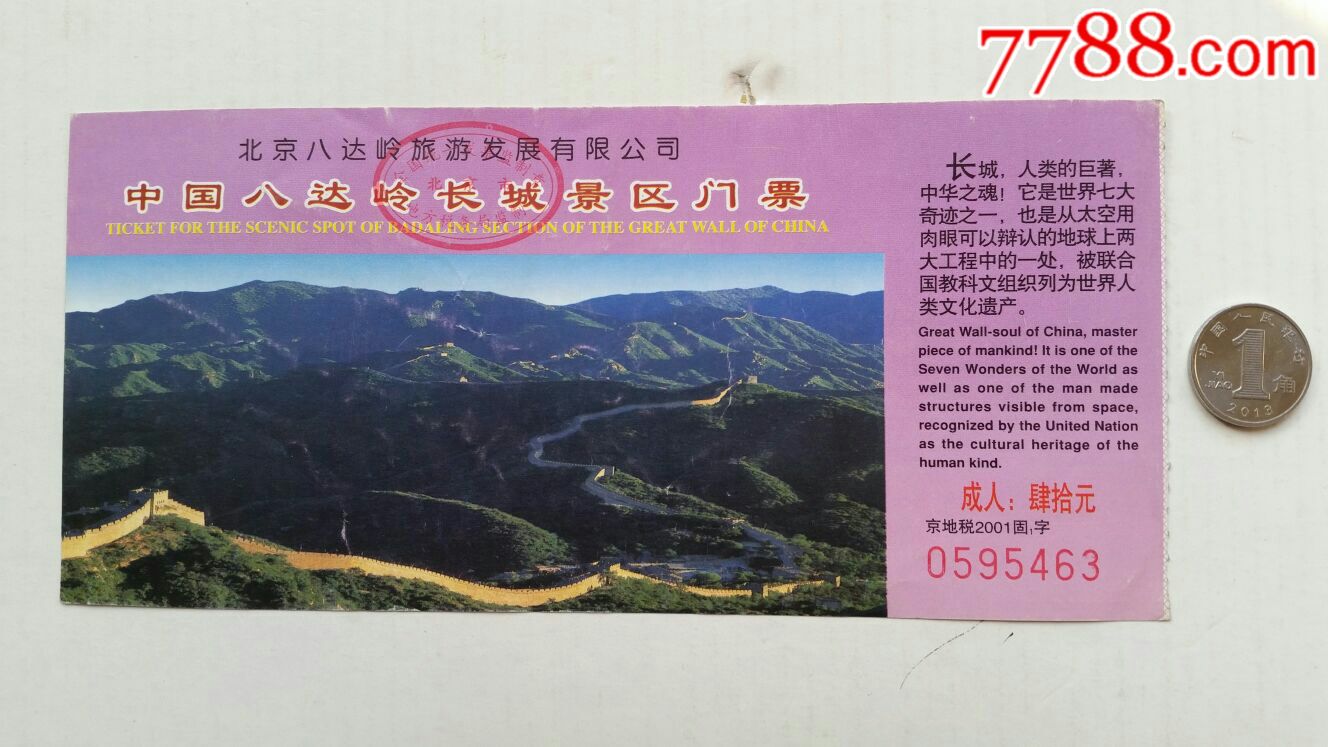 7788.com
北京八达岭旅游发展有限公司
中国八达岭长城景区门票
TICKET FOR THE SCENIC SPOT OF BADALING SECTION OF THE GREAT WALL OF CHINA
北京市
长城，人类的巨著，
中华之魂！它是世界七大
奇迹之一，也是从太空用
肉眼可以辩认的地球上两
大工程中的一处，被联合
国教科文组织列为世界人
类文化遗产。
Great Wall-soul of China, master
piece of mankind! It is one of the
Seven Wonders of the World as
well as one of the man made
structures visible from space,
recognized by the United Nation
as the cultural heritage of the
human kind.
成人：肆拾元
京地税2001固1字
0595463
中国人民银行
1
角
YI JIAO
2013